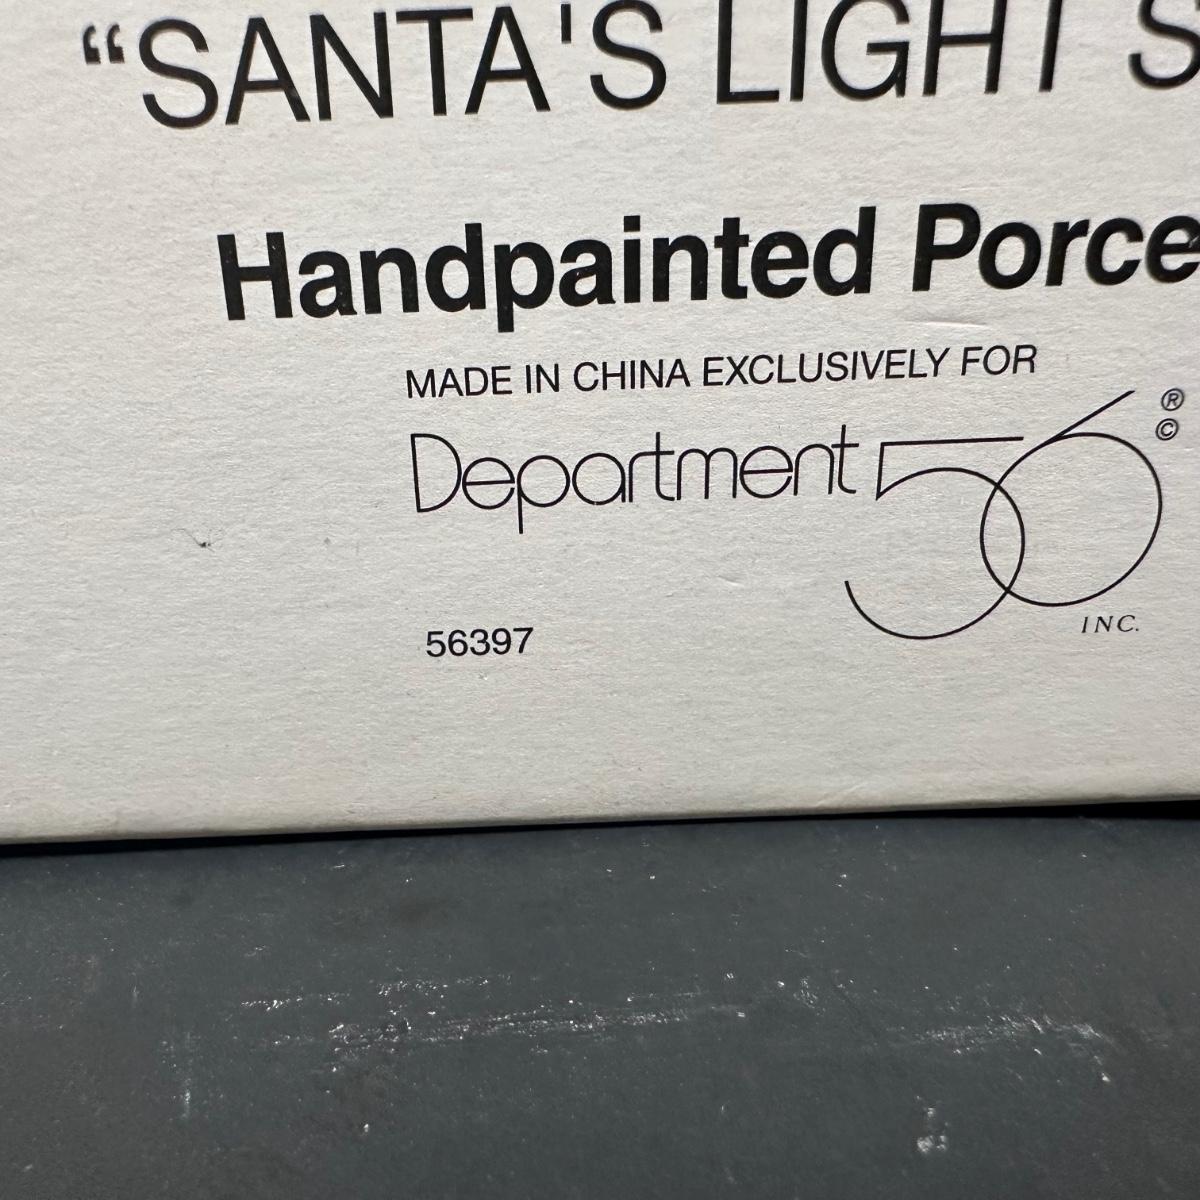 “SANTA'S LIGHT S
Handpainted Porce
MADE IN CHINA EXCLUSIVELY FOR
Department 56 ® ©
INC.
56397